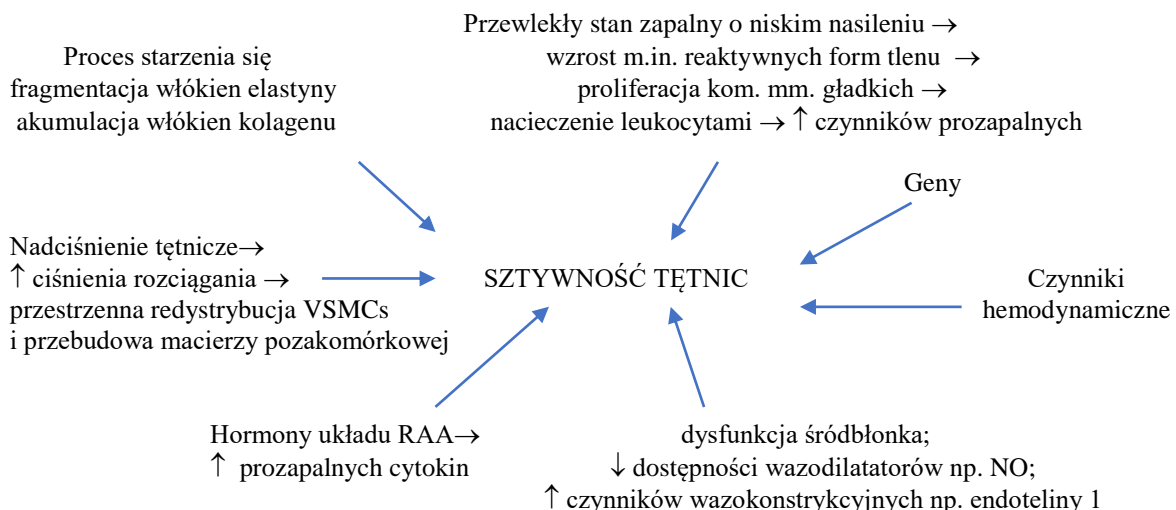 Przewlekły stan zapalny o niskim nasileniu →
wzrost m.in. reaktywnych form tlenu →
proliferacja kom. mm. gładkich →
nacieczenie leukocytami → ↑ czynników prozapalnych
Proces starzenia się
fragmentacja włókien elastyny
akumulacja włókien kolagenu
Geny
Nadciśnienie tętnicze→
↑ ciśnienia rozciągania →
przestrzenna redystrybucja VSMCs
i przebudowa macierzy pozakomórkowej
SZTYWNOŚĆ TĘTNIC
Czynniki
hemodynamiczne
Hormony układu RAA→
↑ prozapalnych cytokin
dysfunkcja śródbłonka;
↓ dostępności wazodilatatorów np. NO;
↑ czynników wazokonstrykcyjnych np. endoteliny 1